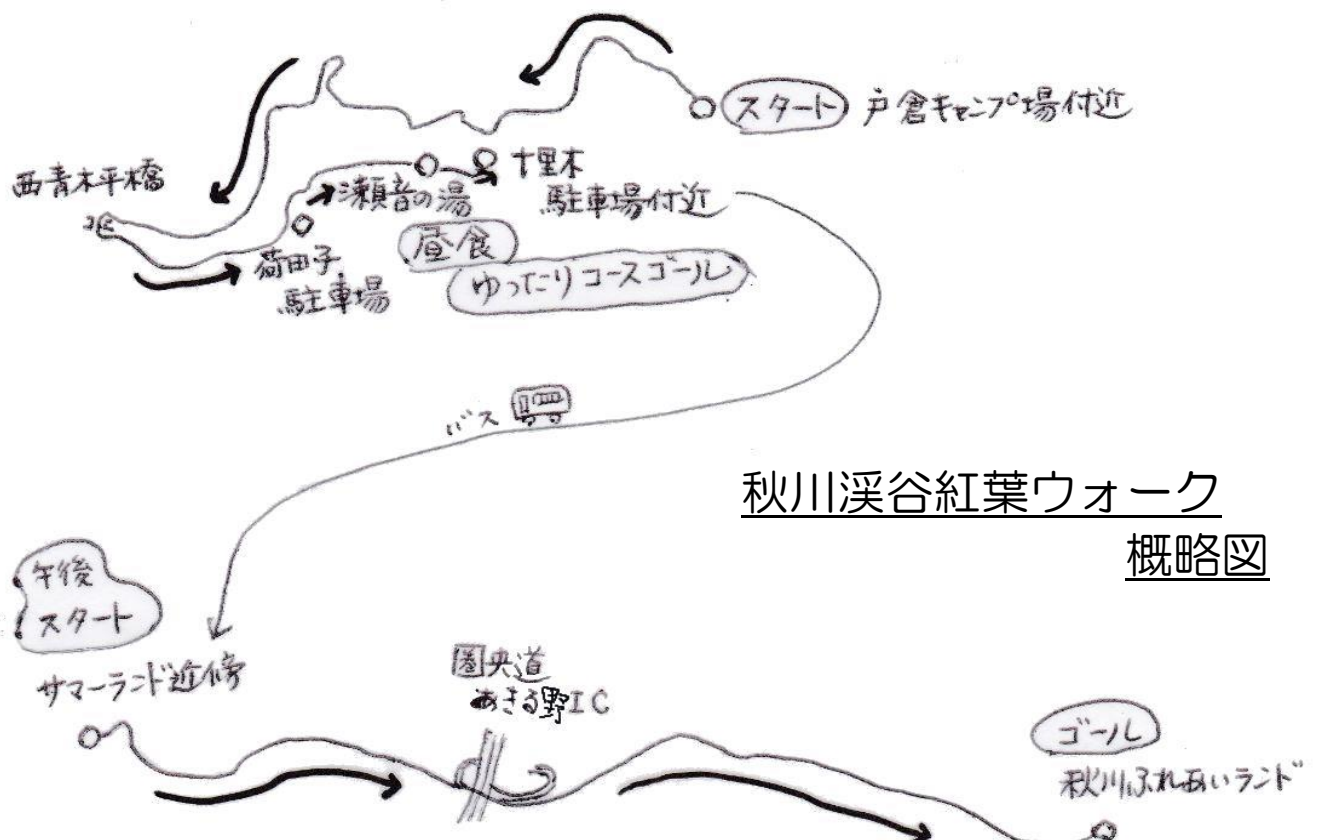 スタート 戸倉キャンプ場付近
西青木平橋
十里木
駐車場付近
瀬音の湯
昼食
荷田子
駐車場
ゆったりコースゴール
バス
秋川渓谷紅葉ウォーク
概略図
午後
スタート
サマーランド近傍
圏央道
あきる野IC
ゴール
秋川ふれあいランド